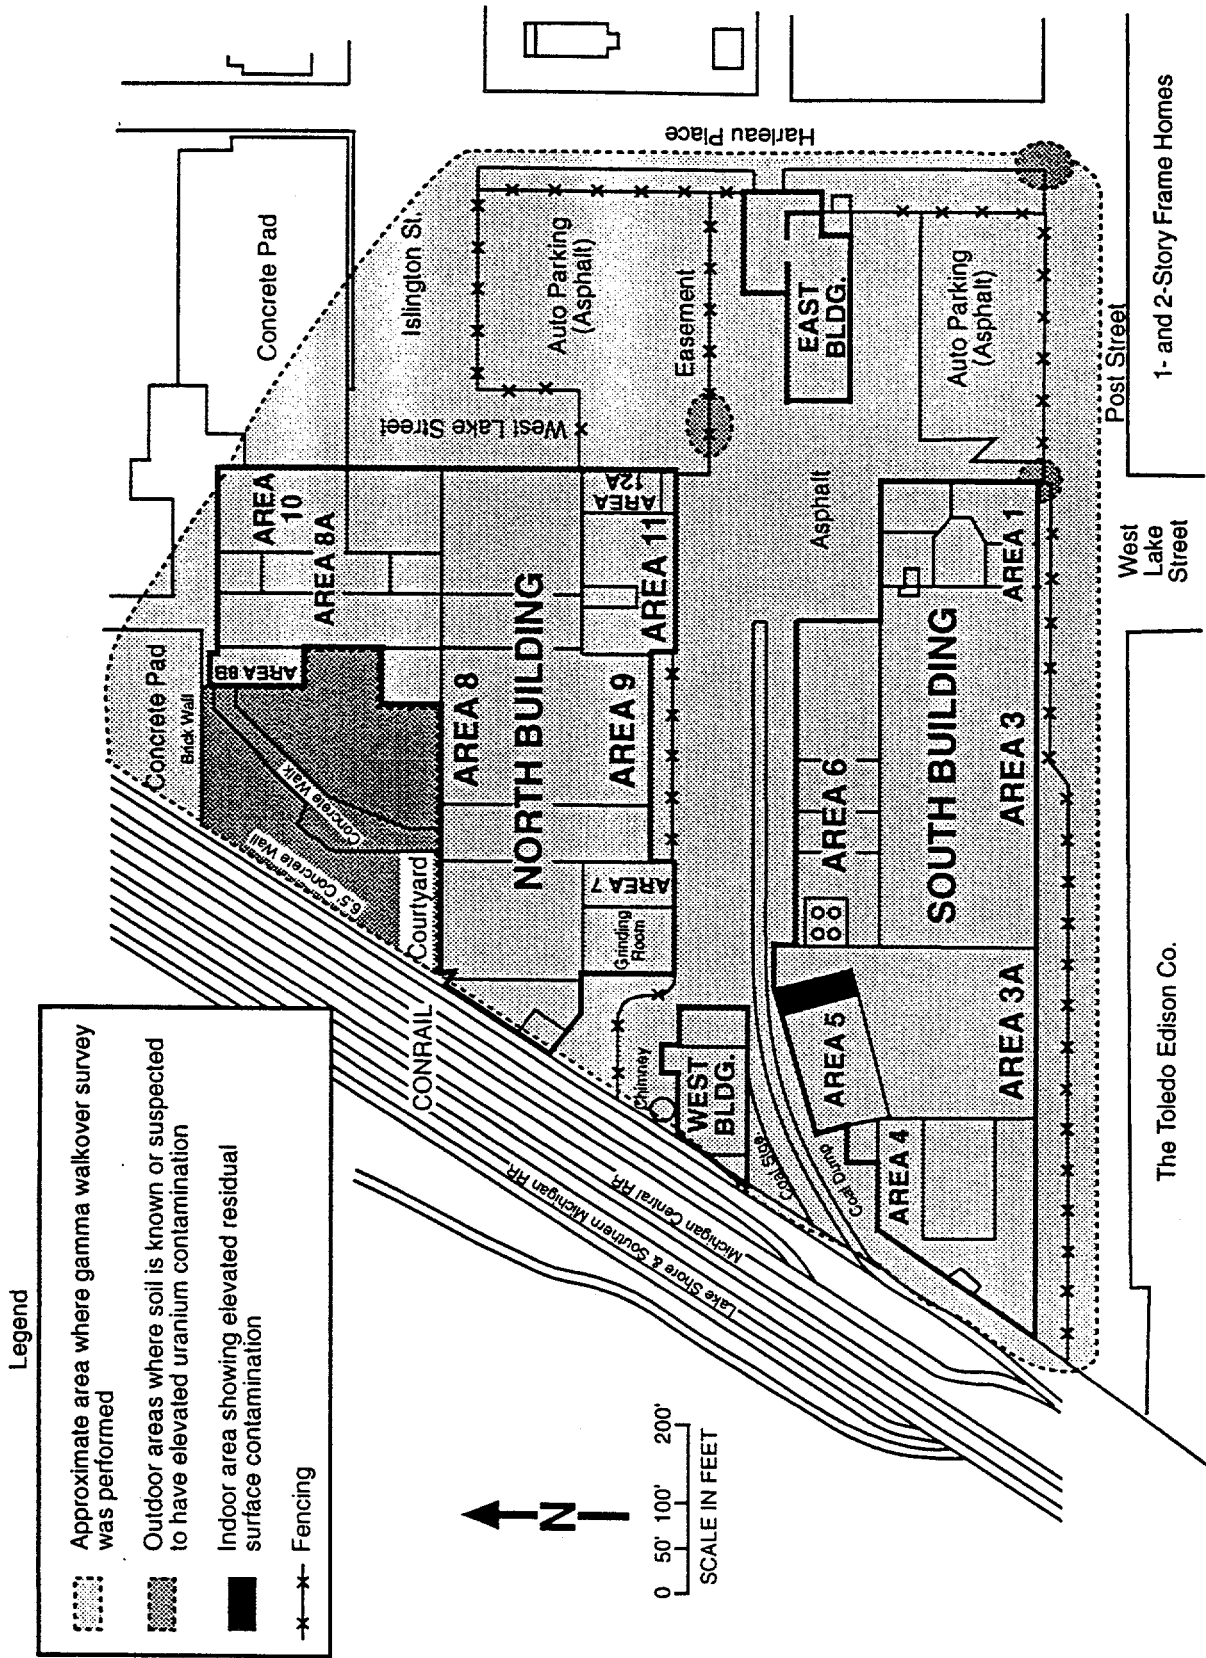 Legend
Approximate area where gamma walkover survey
was performed
Outdoor areas where soil is known or suspected
to have elevated uranium contamination
Indoor area showing elevated residual
surface contamination
Fencing
N
0 50' 100' 200'
SCALE IN FEET
Concrete Pad
Brick Wall
Concrete Pad
6.5' Concrete Wall
Concrete Walk
Courtyard
CONRAIL
Lake Shore & Southern Michigan RR.
Michigan Central RR.
AREA 8B
AREA 8A
AREA
10
Islington St.
West Lake Street
Auto Parking
(Asphalt)
Harleau Place
AREA 8
NORTH BUILDING
AREA 9
AREA 11
AREA
12A
AREA 7
Grinding
Room
Chimney
WEST
BLDG.
Easement
EAST
BLDG.
Asphalt
Coal Slge
Coal Dump
AREA 5
AREA 6
AREA 4
AREA 3A
SOUTH BUILDING
AREA 3
AREA 1
Auto Parking
(Asphalt)
Post Street
West
Lake
Street
The Toledo Edison Co.
1- and 2-Story Frame Homes